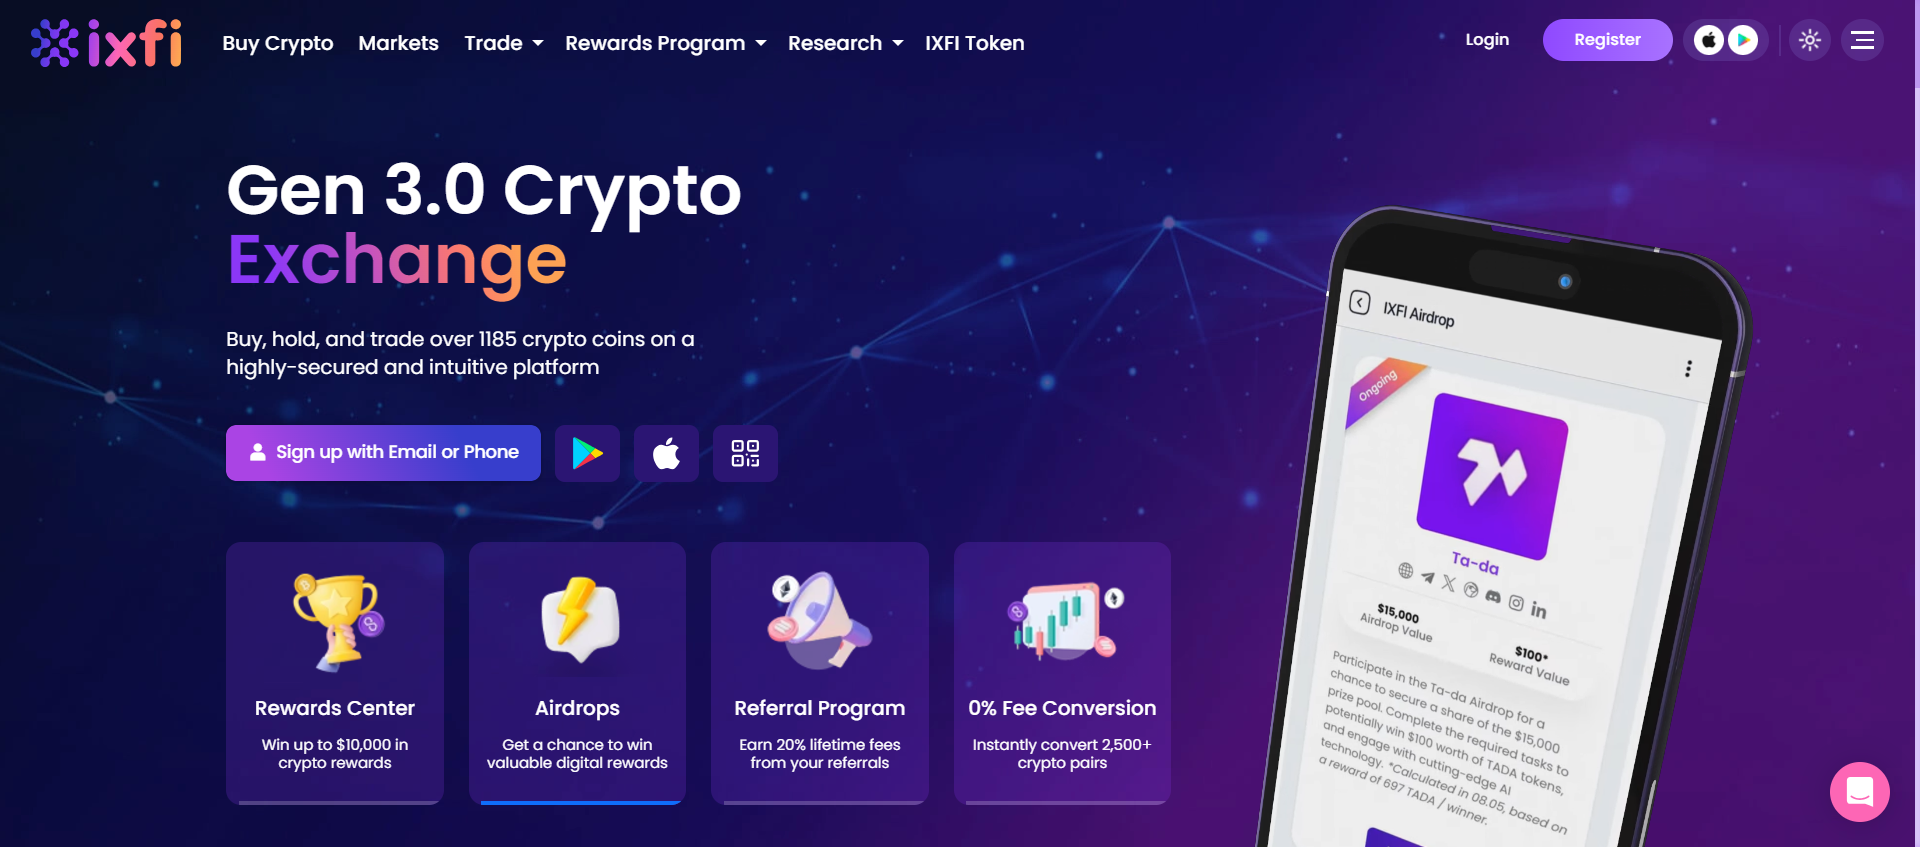 ixfi
Buy Crypto
Markets
Trade
Rewards Program
Research
IXFI Token
Login
Register
Gen 3.0 Crypto
Exchange
Buy, hold, and trade over 1185 crypto coins on a
highly-secured and intuitive platform
Sign up with Email or Phone
Rewards Center
Win up to $10,000 in
crypto rewards
Airdrops
Get a chance to win
valuable digital rewards
Referral Program
Earn 20% lifetime fees
from your referrals
0% Fee Conversion
Instantly convert 2,500+
crypto pairs
IXFI Airdrop
Ongoing
Ta-da
$15,000
Airdrop Value
$100*
Reward Value
Participate in the Ta-da Airdrop for a
chance to secure a share of the $15,000
prize pool. Complete the required tasks to
potentially win $100 worth of TADA tokens,
and engage with cutting-edge AI
technology. *Calculated in 08.05, based on
a reward of 697 TADA / winner.